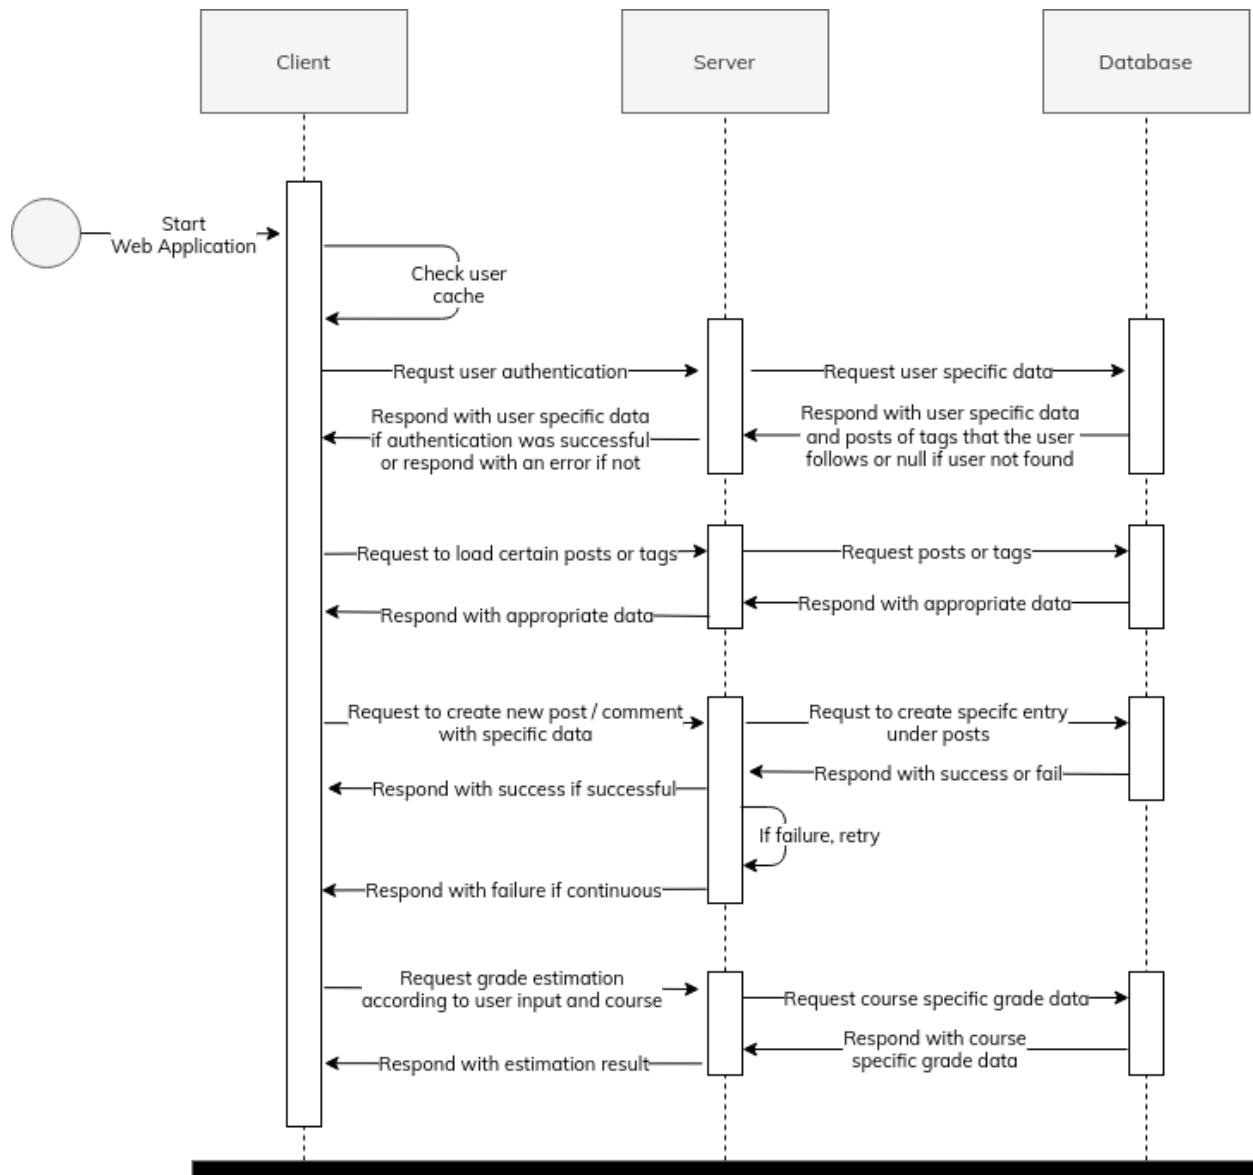 Client
Server
Database
Start
Web Application
Check user
cache
Requst user authentication
Request user specific data
Respond with user specific data
if authentication was successful
or respond with an error if not
Respond with user specific data
and posts of tags that the user
follows or null if user not found
Request to load certain posts or tags
Request posts or tags
Respond with appropriate data
Respond with appropriate data
Request to create new post / comment
with specific data
Requst to create specifc entry
under posts
Respond with success or fail
Respond with success if successful
If failure, retry
Respond with failure if continuous
Request grade estimation
according to user input and course
Request course specific grade data
Respond with course
specific grade data
Respond with estimation result